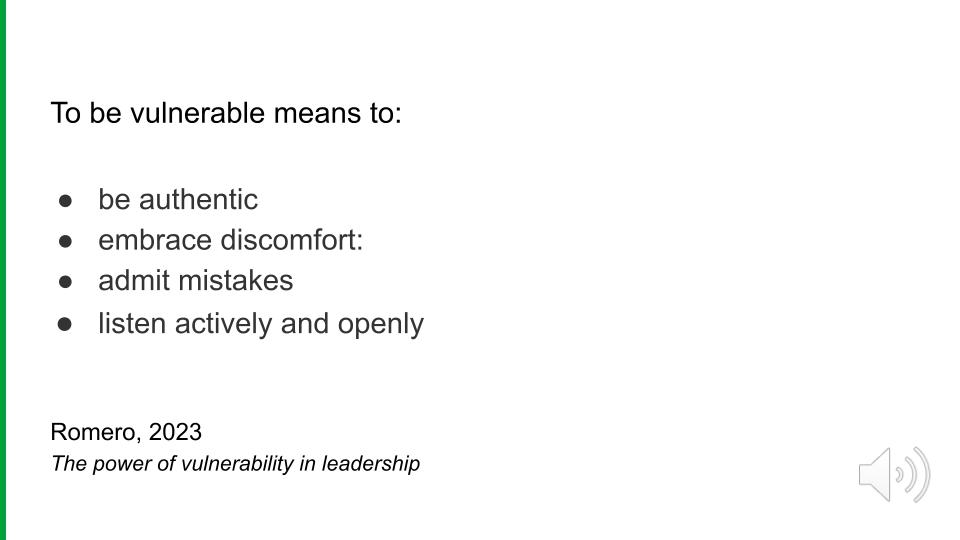 To be vulnerable means to:
● be authentic
● embrace discomfort:
● admit mistakes
● listen actively and openly
Romero, 2023
The power of vulnerability in leadership